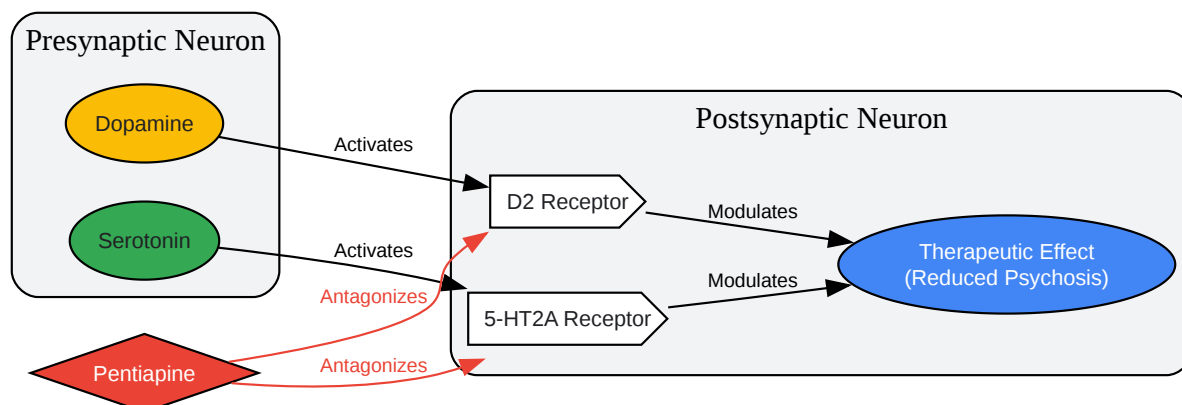 Presynaptic Neuron
Dopamine
Serotonin
Pentiapine
Activates
Activates
Antagonizes
Antagonizes
Postsynaptic Neuron
D2 Receptor
5-HT2A Receptor
Modulates
Modulates
Therapeutic Effect
(Reduced Psychosis)